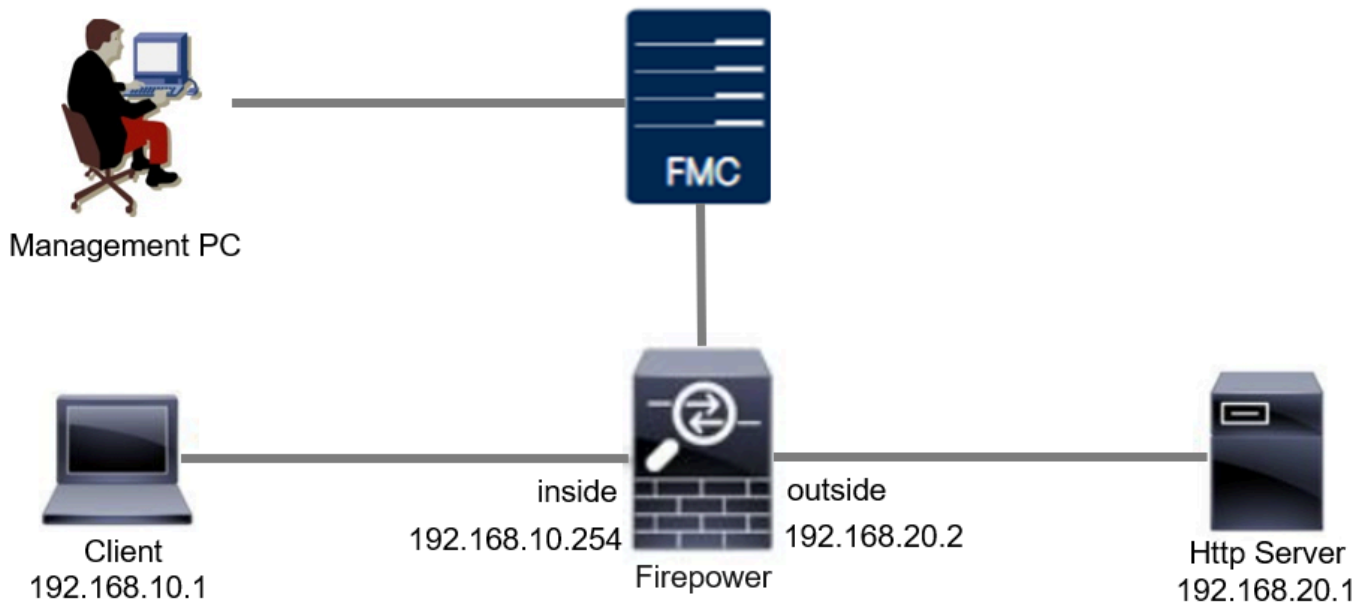 FMC
Management PC
inside
outside
192.168.10.254
192.168.20.2
Client
192.168.10.1
Firepower
Http Server
192.168.20.1